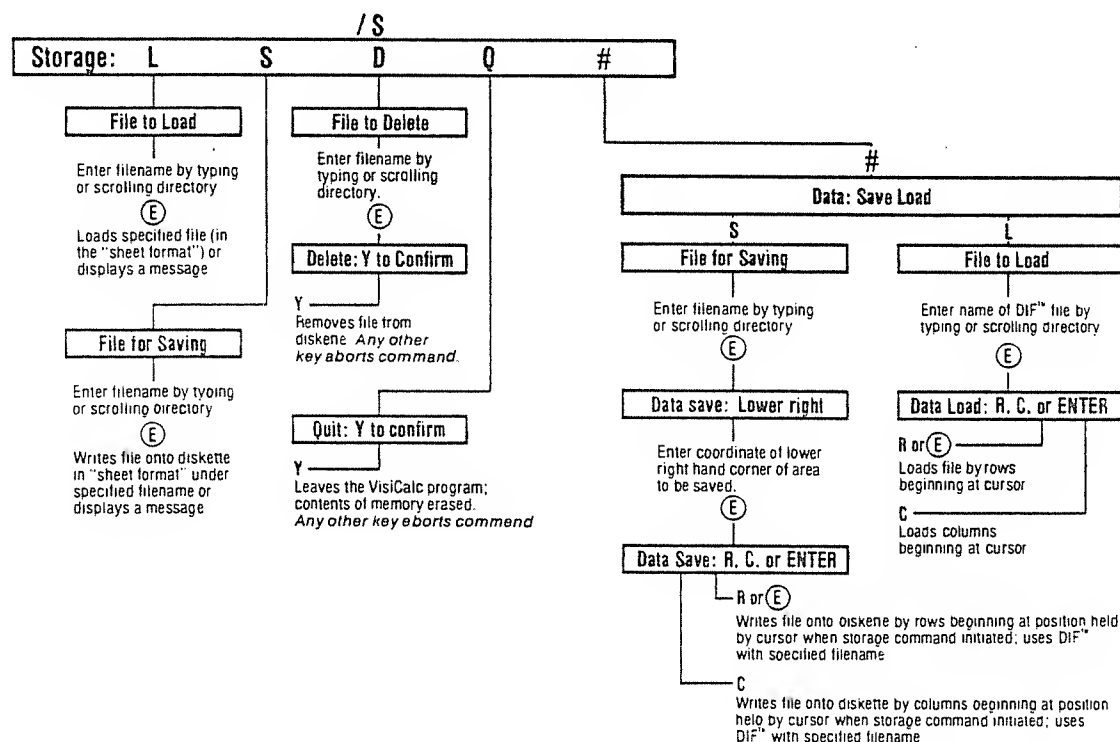 /S
Storage: L S D Q #
File to Load
Enter filename by typing
or scrolling directory
E
Loads specified file (in
the "sheet format") or
displays a message
File for Saving
Enter filename by tyoing
or scrolling oirectory
E
Writes file onto diskette
in "sheet format" under
specified filename or
displays a message
File to Delete
Enter filename by
typing or scrolling
directory.
E
Delete: Y to Confirm
Y
Removes file from
diskene Any other
key aborts command.
Quit: Y to confirm
Y
Leaves the VisiCalc program;
contents of memory erased.
Any other key eborts commend
#
Data: Save Load
S
File for Saving
Enter filename by typing
or scrolling directory
E
Data save: Lower right
Enter coordinate of lower
right hand corner of area
to be saved.
E
Data Save: R. C. or ENTER
R or E
Writes file onto oiskene by rows beginning at position held
by cursor when storage command initiated; uses DIF™
with soecified filename
C
Writes file onto diskette by columns oeginning at position
helo by cursor when storage command initiated; uses
DIF™ with specified filename
L
File to Load
Enter name of DIF™ file by
typing or scrolling directory
E
Data Load: R. C. or ENTER
R or E
Loads file by rows
beginning at cursor
C
Loads columns
beginning at cursor